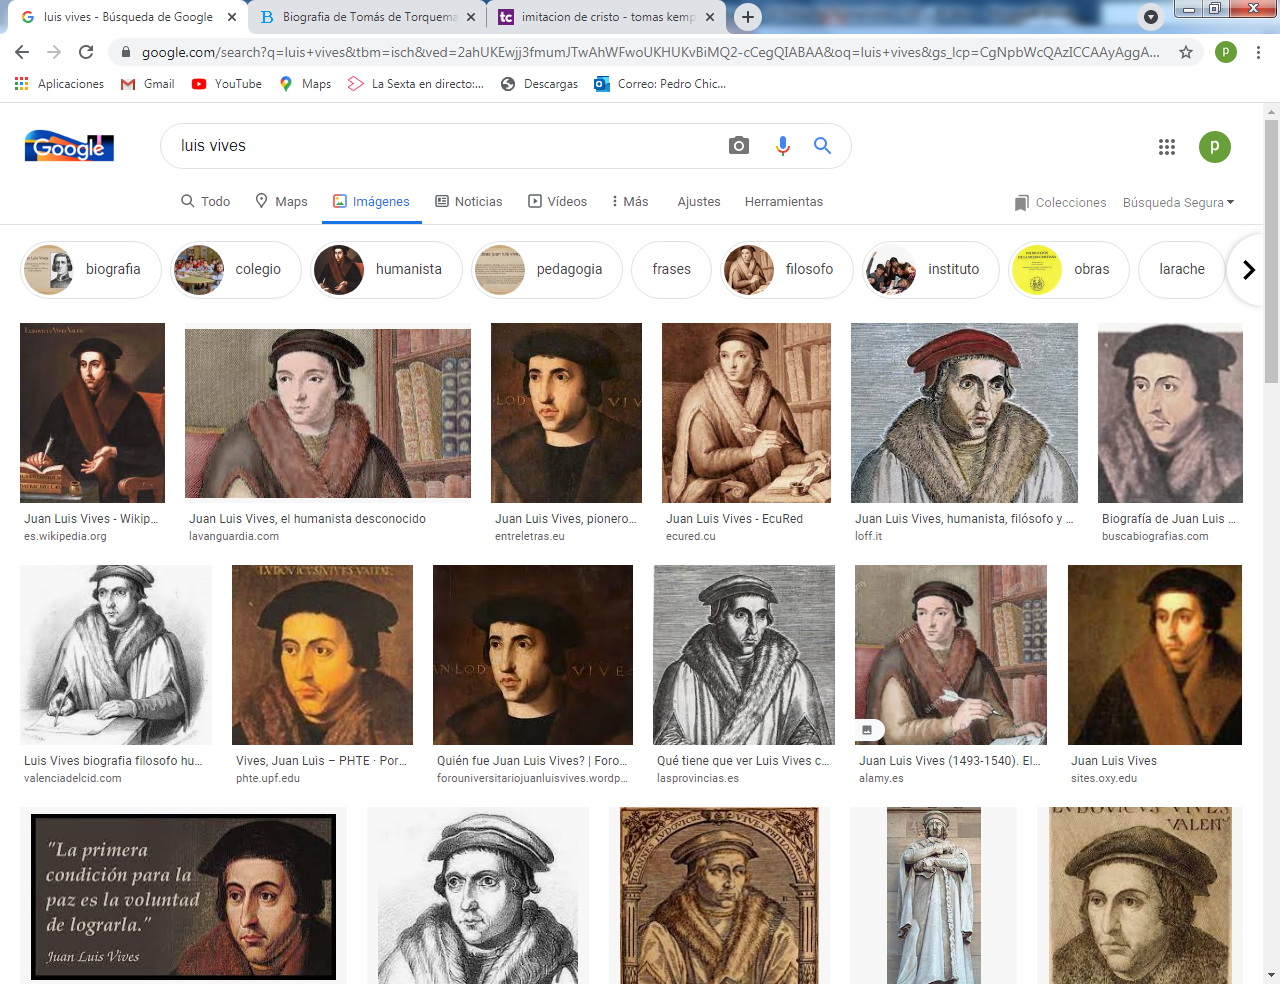 luis vives - Búsqueda de Google
Biografia de Tomás de Torquema
imitacion de cristo - tomas kemp
google.com/search?q=luis+vives&tbm=isch&ved=2ahUKEwjj3fmumJTwAhWFwoUKHUKvBiMQ2-cCegQIABAA&oq=luis+vives&gs_lcp=CgNpbWcQAzICCAAyAggA...
p
Aplicaciones
Gmail
YouTube
Maps
La Sexta en directo:...
Descargas
Correo: Pedro Chic...
Google
luis vives
p
Todo
Maps
Imágenes
Noticias
Vídeos
Más
Ajustes
Herramientas
Colecciones
Búsqueda Segura
biografia
colegio
humanista
pedagogia
frases
filosofo
instituto
obras
larache
Juan Luis Vives - Wikip...
es.wikipedia.org
Juan Luis Vives, el humanista desconocido
lavanguardia.com
Juan Luis Vives, pionero...
entreletras.eu
Juan Luis Vives - EcuRed
ecured.cu
Juan Luis Vives, humanista, filósofo y ...
loff.it
Biografía de Juan Luis ...
buscabiografias.com
Luis Vives biografia filosofo hu...
valenciadelcid.com
Vives, Juan Luis – PHTE · Por...
phte.upf.edu
Quién fue Juan Luis Vives? | Foro...
forouniversitariojuanluisvives.wordp...
Qué tiene que ver Luis Vives c...
lasprovincias.es
Juan Luis Vives (1493-1540). El...
alamy.es
Juan Luis Vives
sites.oxy.edu
"La primera
condición para la
paz es la voluntad
de lograrla."
Juan Luis Vives